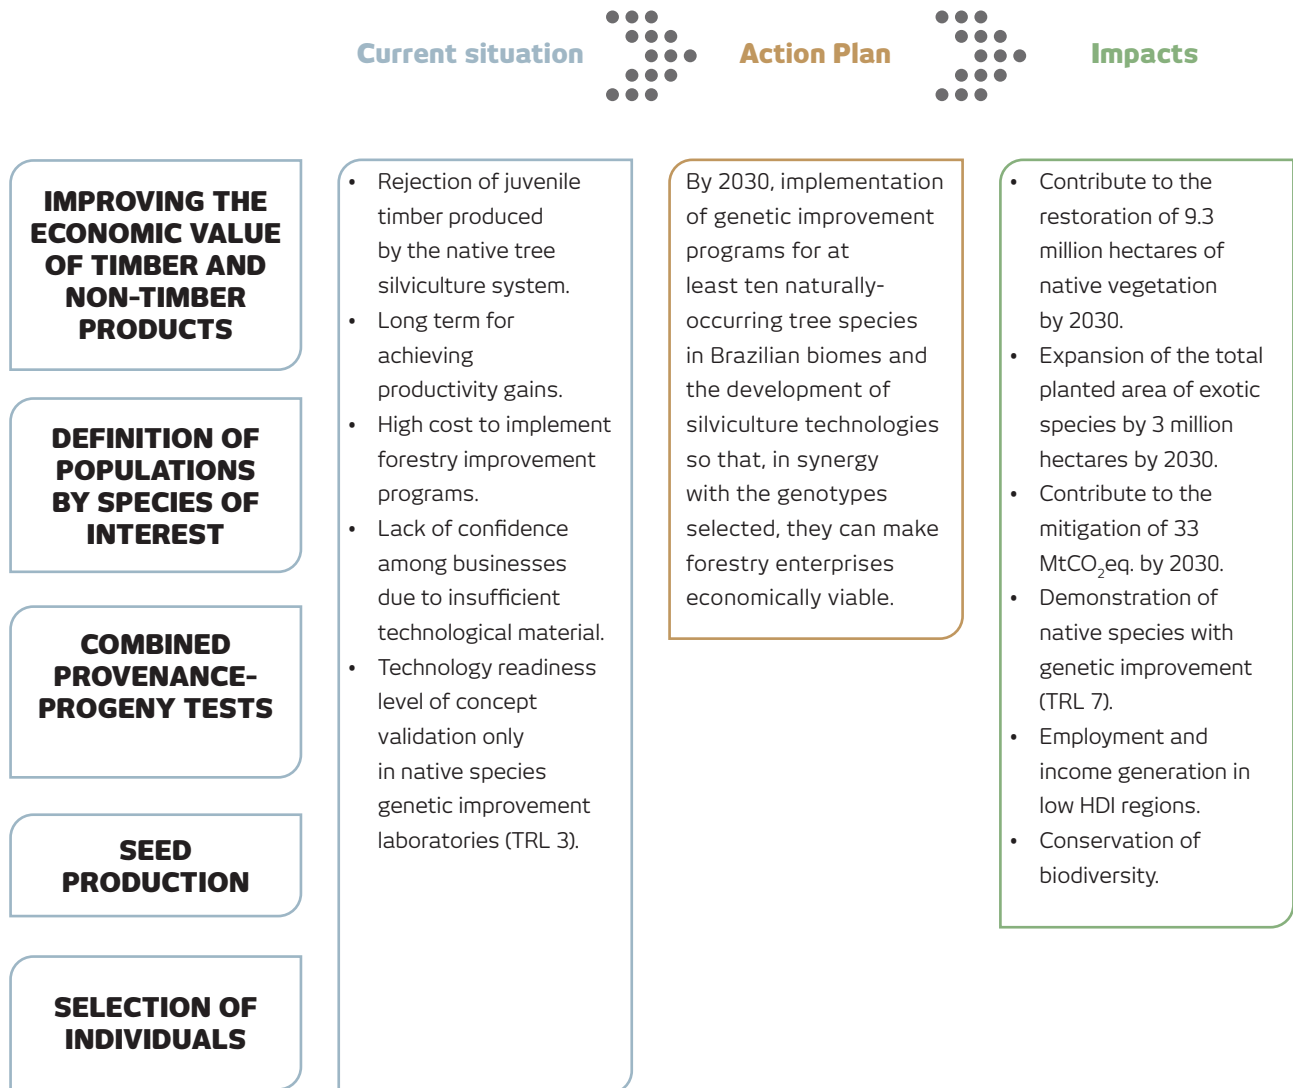 Current situation
Action Plan
Impacts
IMPROVING THE
ECONOMIC VALUE
OF TIMBER AND
NON-TIMBER
PRODUCTS
DEFINITION OF
POPULATIONS
BY SPECIES OF
INTEREST
COMBINED
PROVENANCE-
PROGENY TESTS
SEED
PRODUCTION
SELECTION OF
INDIVIDUALS
• Rejection of juvenile
timber produced
by the native tree
silviculture system.
• Long term for
achieving
productivity gains.
• High cost to implement
forestry improvement
programs.
• Lack of confidence
among businesses
due to insufficient
technological material.
• Technology readiness
level of concept
validation only
in native species
genetic improvement
laboratories (TRL 3).
By 2030, implementation
of genetic improvement
programs for at
least ten naturally-
occurring tree species
in Brazilian biomes and
the development of
silviculture technologies
so that, in synergy
with the genotypes
selected, they can make
forestry enterprises
economically viable.
• Contribute to the
restoration of 9.3
million hectares of
native vegetation
by 2030.
• Expansion of the total
planted area of exotic
species by 3 million
hectares by 2030.
• Contribute to the
mitigation of 33
MtCO₂eq. by 2030.
• Demonstration of
native species with
genetic improvement
(TRL 7).
• Employment and
income generation in
low HDI regions.
• Conservation of
biodiversity.